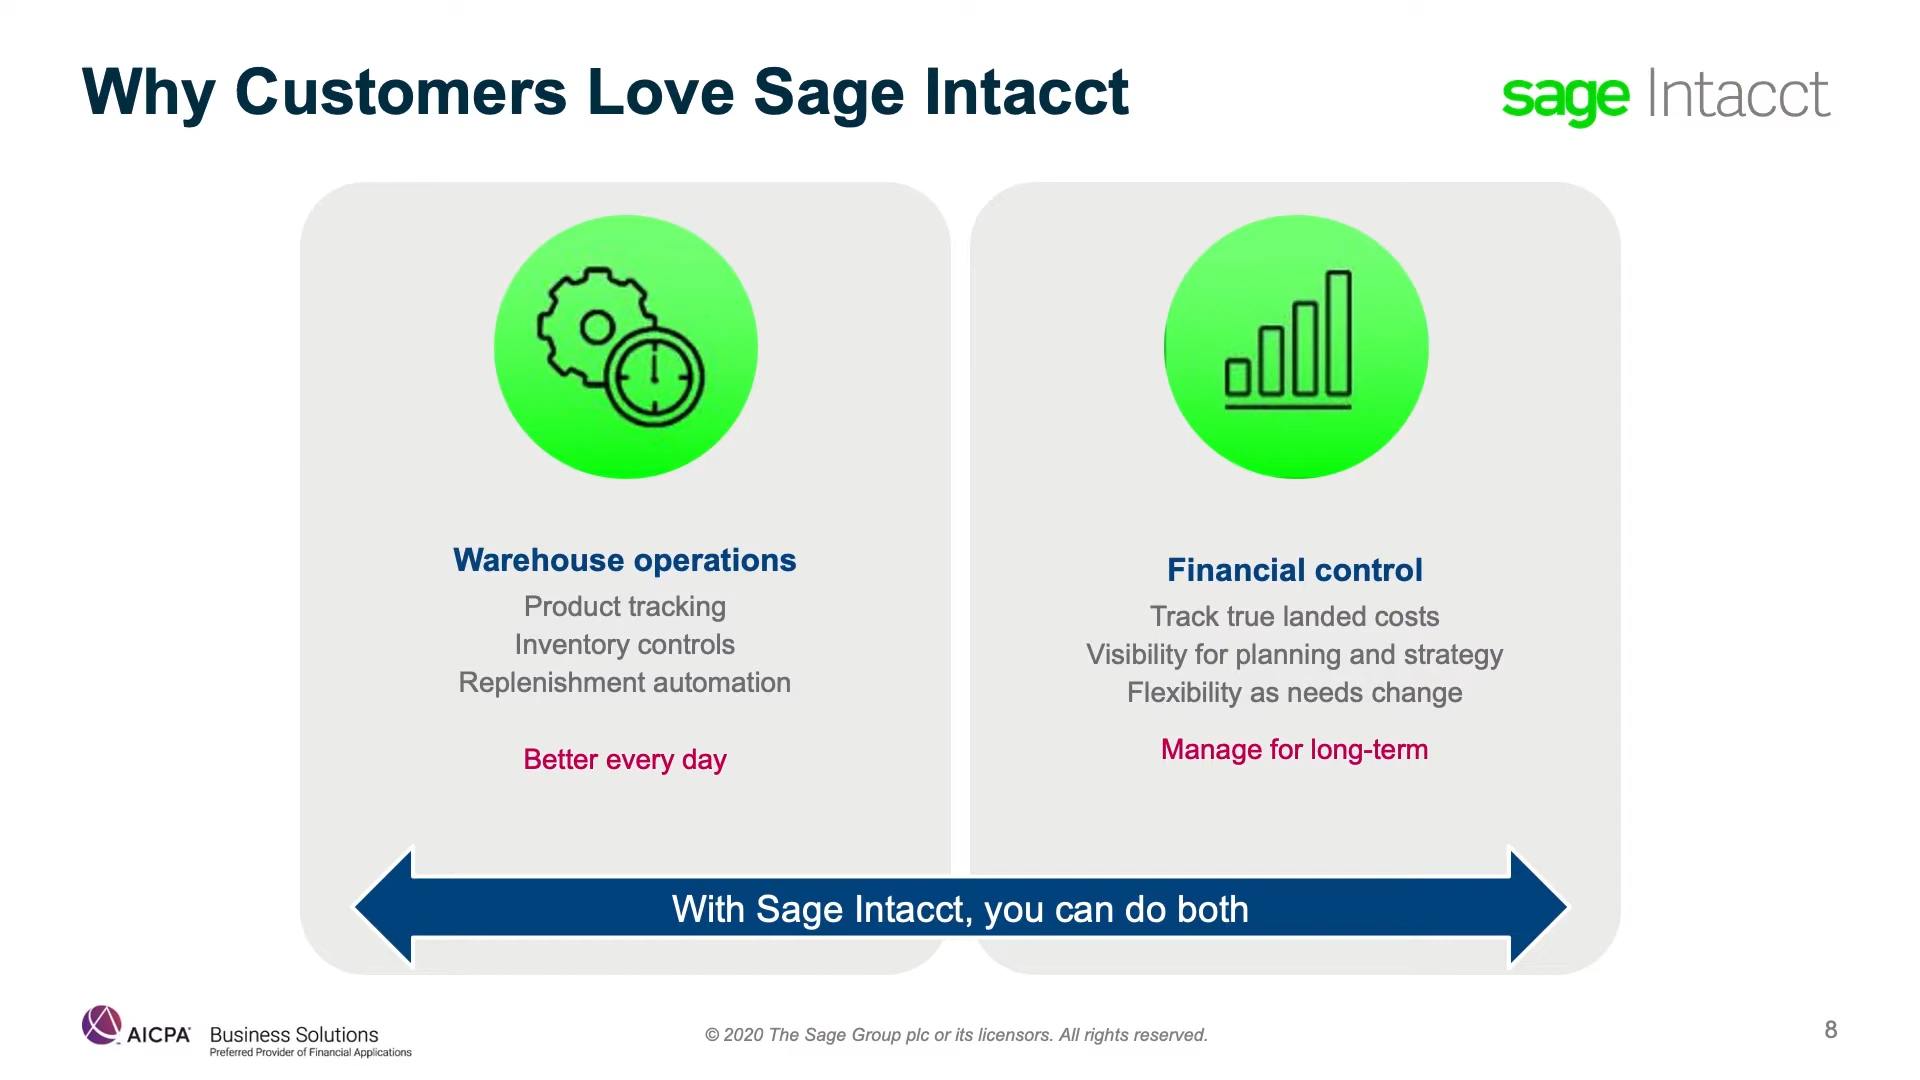 Why Customers Love Sage Intacct
sage Intacct
Warehouse operations
Product tracking
Inventory controls
Replenishment automation
Better every day
Financial control
Track true landed costs
Visibility for planning and strategy
Flexibility as needs change
Manage for long-term
With Sage Intacct, you can do both
AICPA Business Solutions
Preferred Provider of Financial Applications
© 2020 The Sage Group plc or its licensors. All rights reserved.
8